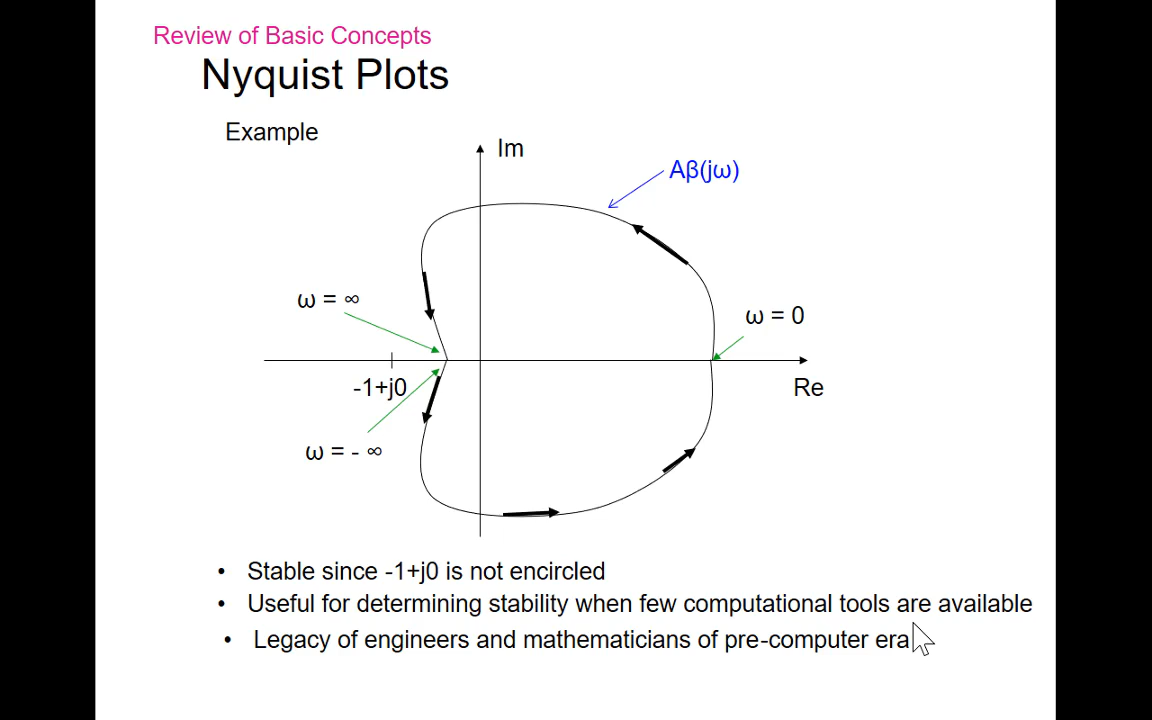 Review of Basic Concepts
Nyquist Plots
Example
Im
Aβ(jω)
ω = ∞
ω = 0
-1+j0
Re
ω = - ∞
• Stable since -1+j0 is not encircled
• Useful for determining stability when few computational tools are available
• Legacy of engineers and mathematicians of pre-computer era